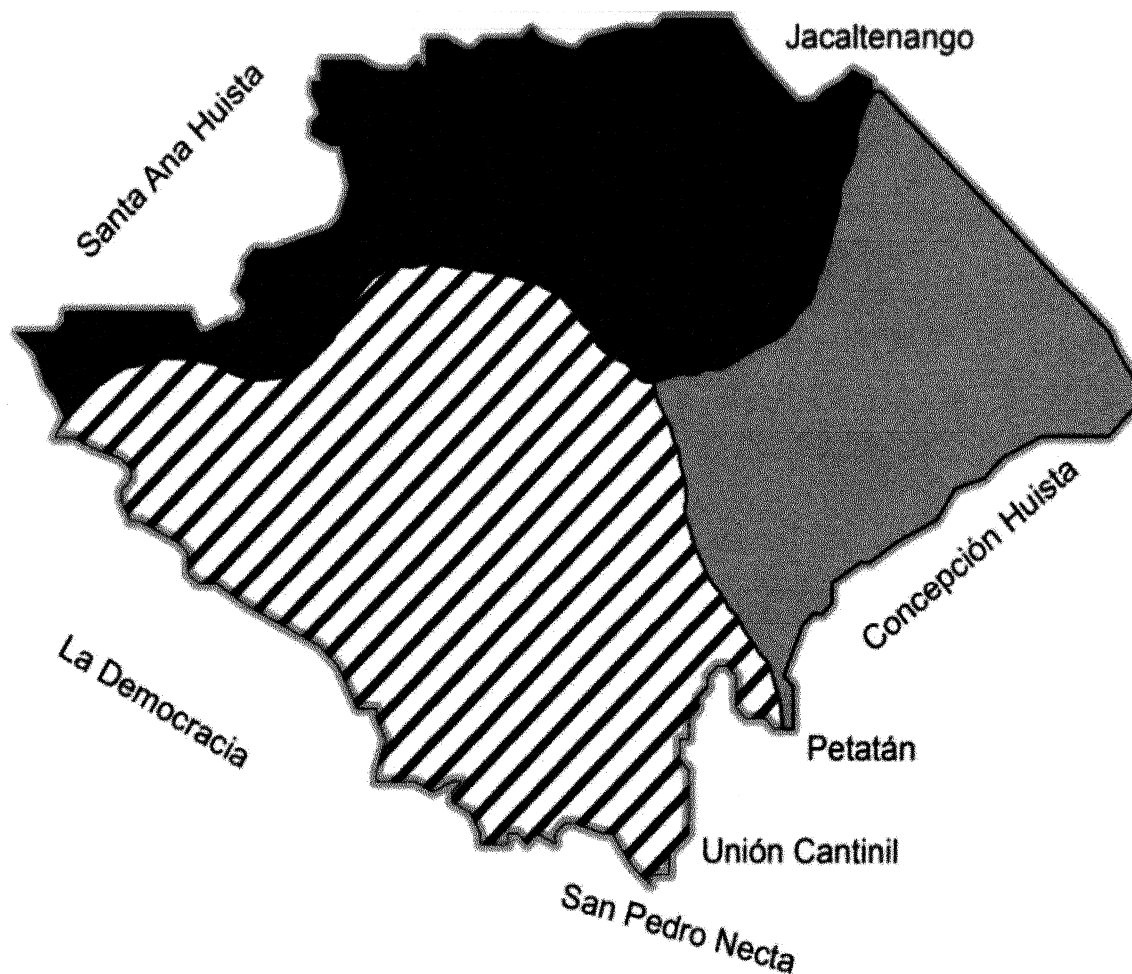 Jacaltenango
Santa Ana Huista
Concepción Huista
La Democracia
Petatán
Unión Cantinil
San Pedro Necta